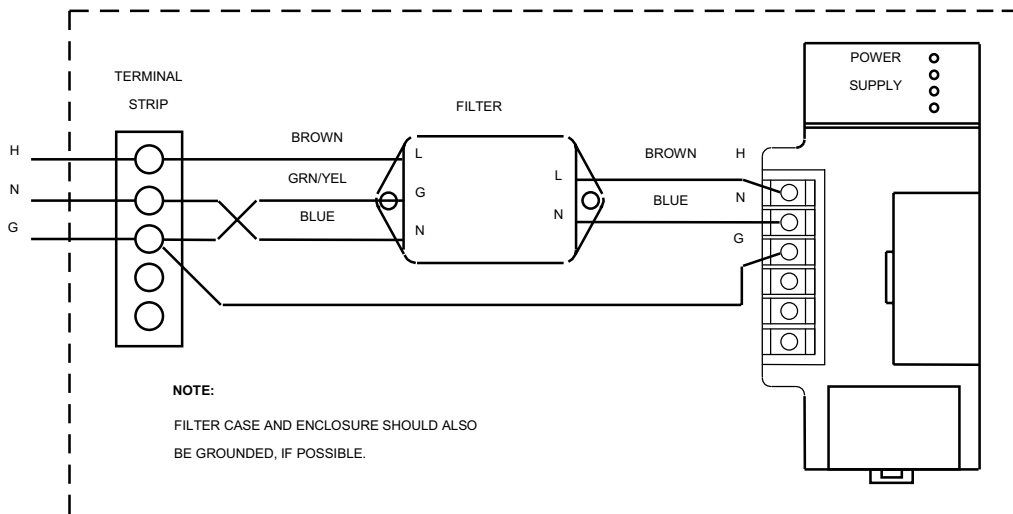 TERMINAL
STRIP
FILTER
POWER
SUPPLY
H
N
G
BROWN
GRN/YEL
BLUE
L
G
N
L
N
BROWN
BLUE
H
N
G
NOTE:
FILTER CASE AND ENCLOSURE SHOULD ALSO
BE GROUNDED, IF POSSIBLE.